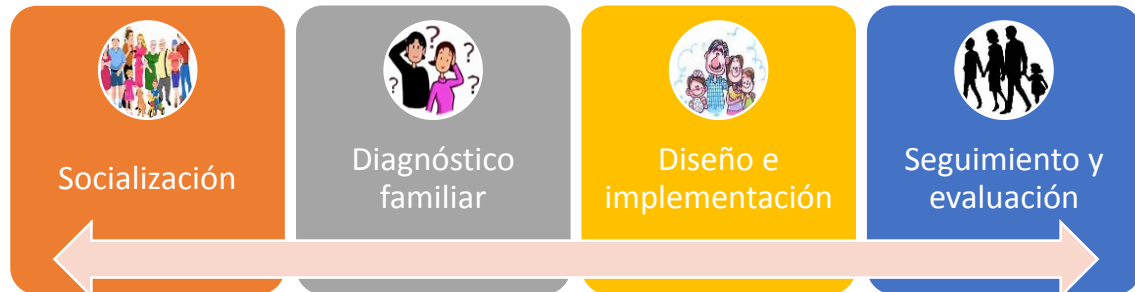 Socialización
Diagnóstico
familiar
Diseño e
implementación
Seguimiento y
evaluación